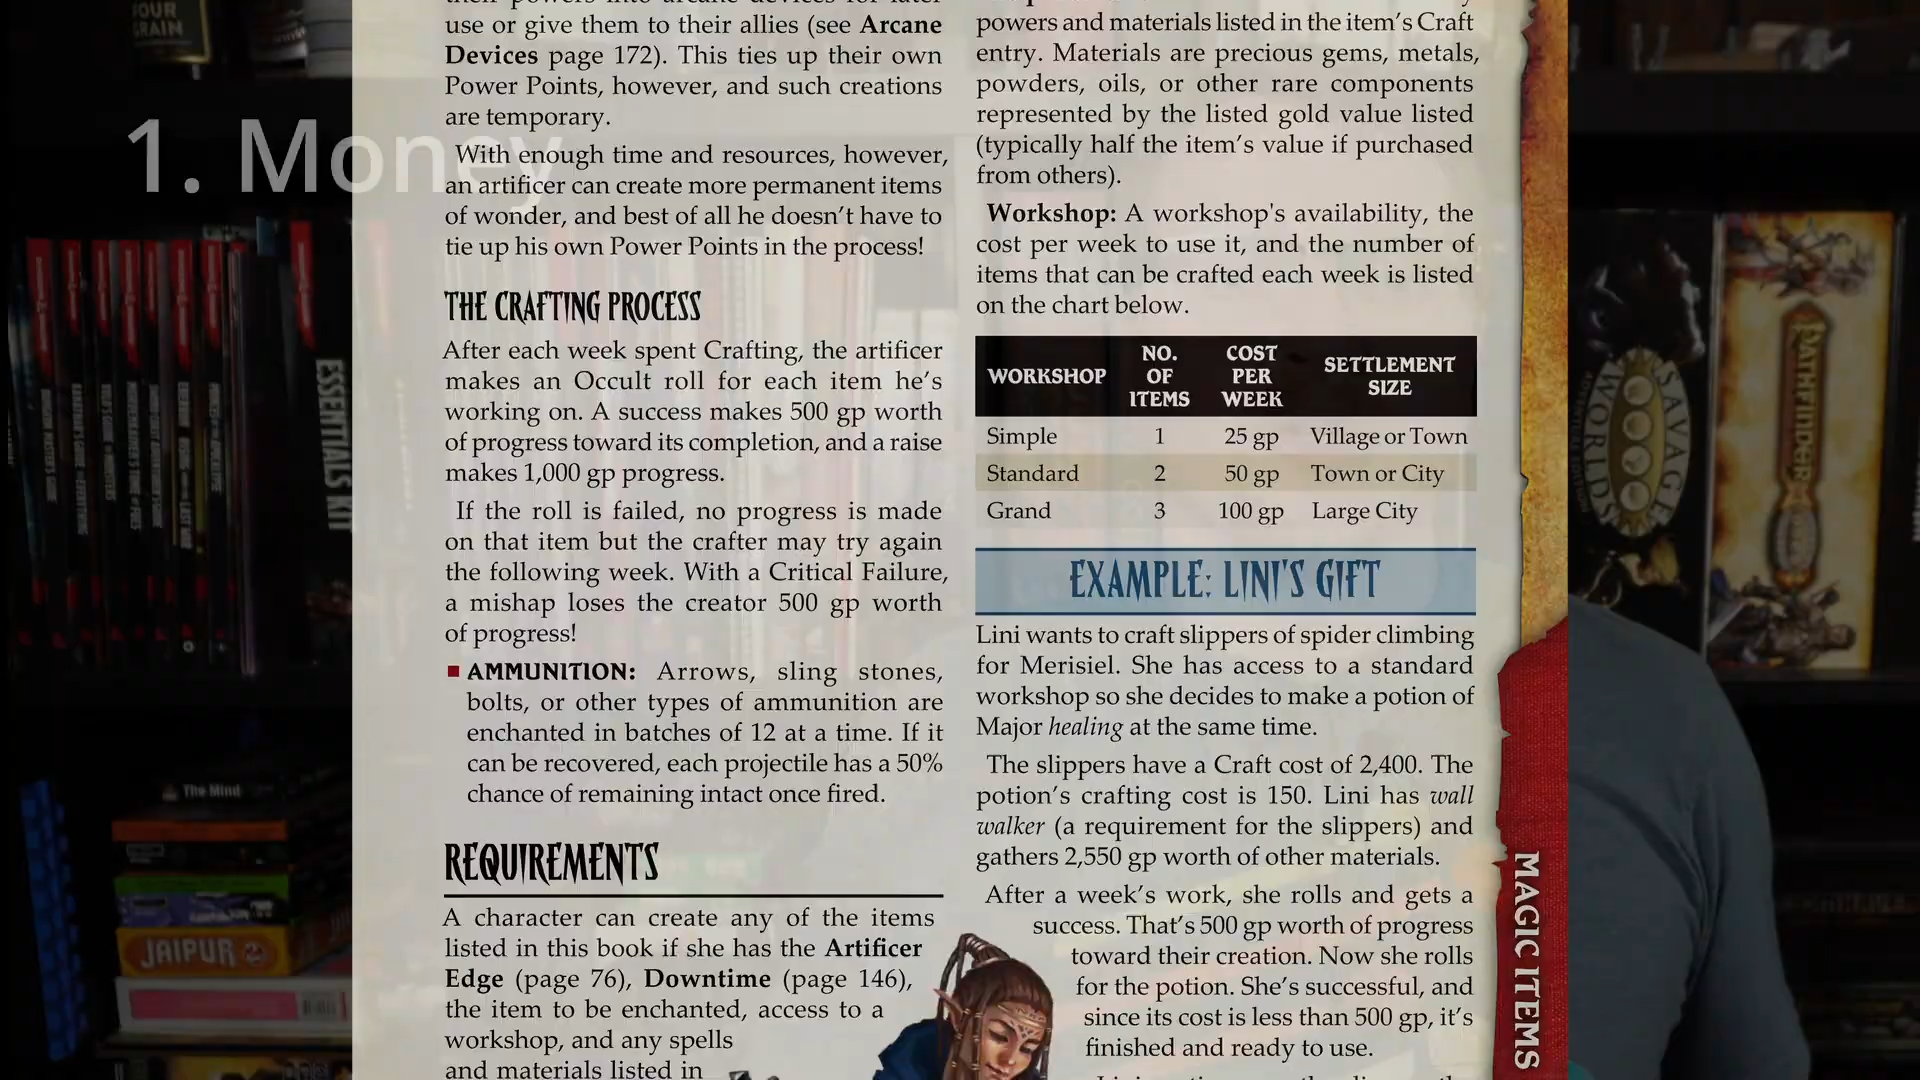 YOUR
GRAIN
1. Money
use or give them to their allies (see Arcane
Devices page 172). This ties up their own
Power Points, however, and such creations
are temporary.
With enough time and resources, however,
an artificer can create more permanent items
of wonder, and best of all he doesn't have to
tie up his own Power Points in the process!
THE CRAFTING PROCESS
After each week spent Crafting, the artificer
makes an Occult roll for each item he's
working on. A success makes 500 gp worth
of progress toward its completion, and a raise
makes 1,000 gp progress.
If the roll is failed, no progress is made
on that item but the crafter may try again
the following week. With a Critical Failure,
a mishap loses the creator 500 gp worth
of progress!
AMMUNITION: Arrows, sling stones,
bolts, or other types of ammunition are
enchanted in batches of 12 at a time. If it
can be recovered, each projectile has a 50%
chance of remaining intact once fired.
REQUIREMENTS
A character can create any of the items
listed in this book if she has the Artificer
Edge (page 76), Downtime (page 146),
the item to be enchanted, access to a
workshop, and any spells
and materials listed in
powers and materials listed in the item's Craft
entry. Materials are precious gems, metals,
powders, oils, or other rare components
represented by the listed gold value listed
(typically half the item's value if purchased
from others).
Workshop: A workshop's availability, the
cost per week to use it, and the number of
items that can be crafted each week is listed
on the chart below.
WORKSHOP NO. OF ITEMS COST PER WEEK SETTLEMENT SIZE
Simple 1 25 gp Village or Town
Standard 2 50 gp Town or City
Grand 3 100 gp Large City
EXAMPLE: LINI'S GIFT
Lini wants to craft slippers of spider climbing
for Merisiel. She has access to a standard
workshop so she decides to make a potion of
Major healing at the same time.
The slippers have a Craft cost of 2,400. The
potion's crafting cost is 150. Lini has wall
walker (a requirement for the slippers) and
gathers 2,550 gp worth of other materials.
After a week's work, she rolls and gets a
success. That's 500 gp worth of progress
toward their creation. Now she rolls
for the potion. She's successful, and
since its cost is less than 500 gp, it's
finished and ready to use.
MAGIC ITEMS
ESSENTIALS KIT
The Mind
JAIPUR
SAVAGE
WORLDS
PATHFINDER